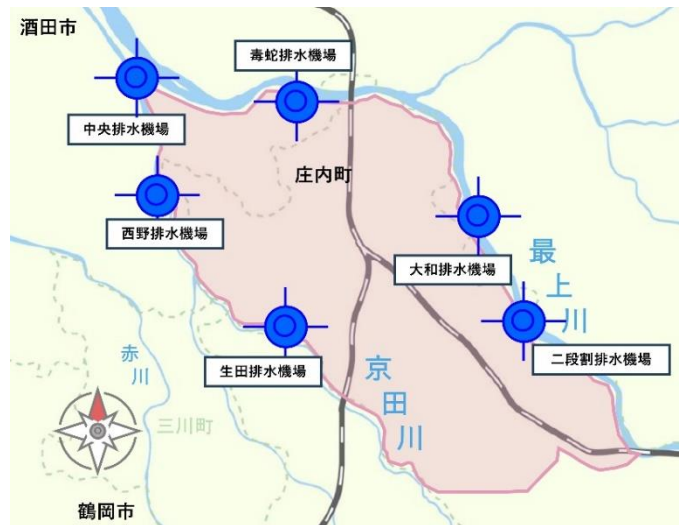 酒田市
毒蛇排水機場
中央排水機場
庄内町
西野排水機場
大和排水機場
最上川
二段割排水機場
生田排水機場
京田川
赤川
三川町
鶴岡市